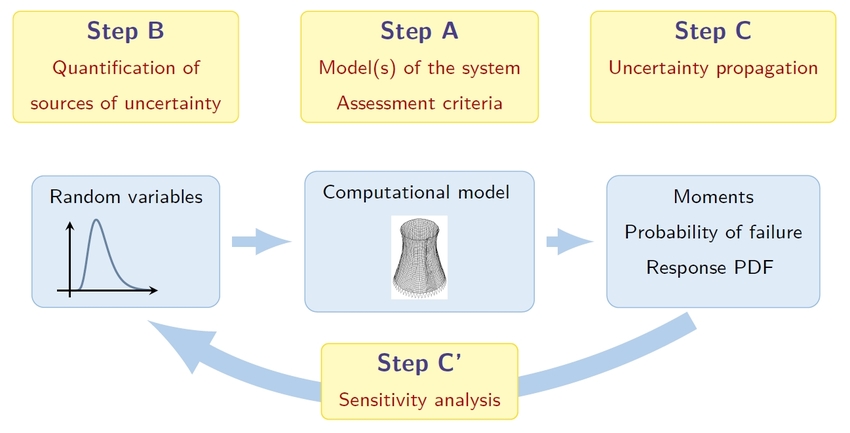 Step B
Quantification of
sources of uncertainty
Step A
Model(s) of the system
Assessment criteria
Step C
Uncertainty propagation
Random variables
Computational model
Moments
Probability of failure
Response PDF
Step C'
Sensitivity analysis